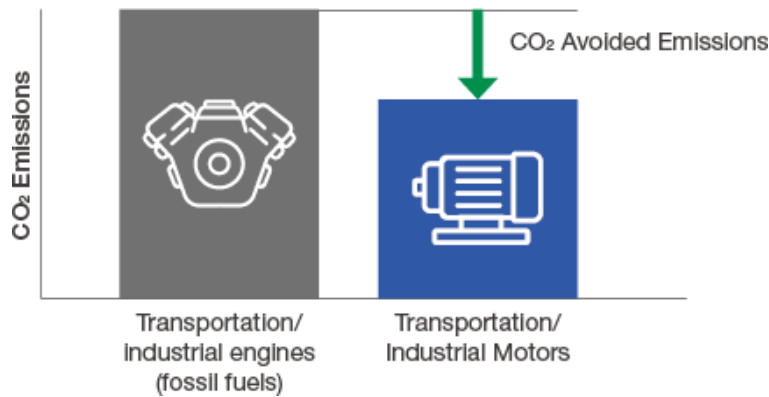 CO₂ Avoided Emissions
CO₂ Emissions
Transportation/
industrial engines
(fossil fuels)
Transportation/
Industrial Motors